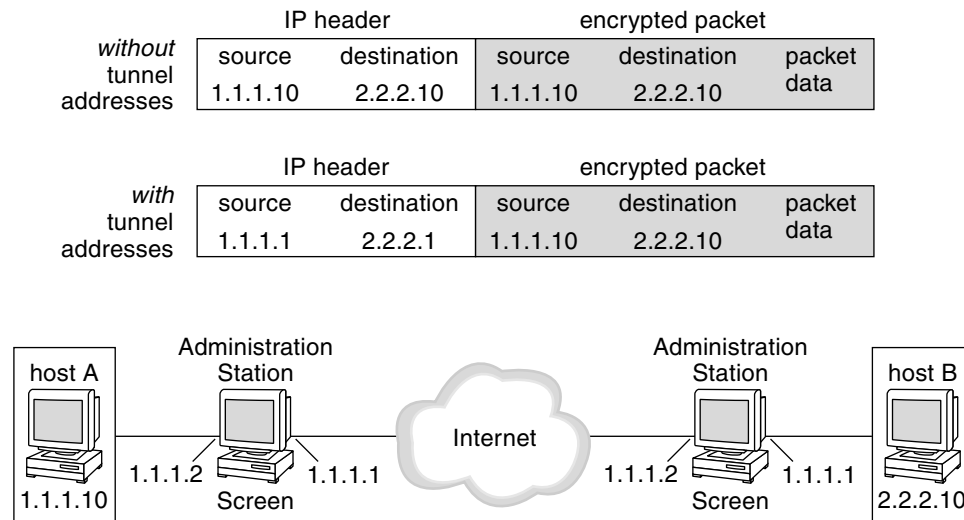 IP header encrypted packet
without tunnel addresses
source destination source destination packet data
1.1.1.10 2.2.2.10 1.1.1.10 2.2.2.10
IP header encrypted packet
with tunnel addresses
source destination source destination packet data
1.1.1.1 2.2.2.1 1.1.1.10 2.2.2.10
Administration Station
Administration Station
host A
host B
Internet
1.1.1.2 1.1.1.1
1.1.1.2 1.1.1.1
1.1.1.10
Screen
Screen
2.2.2.10